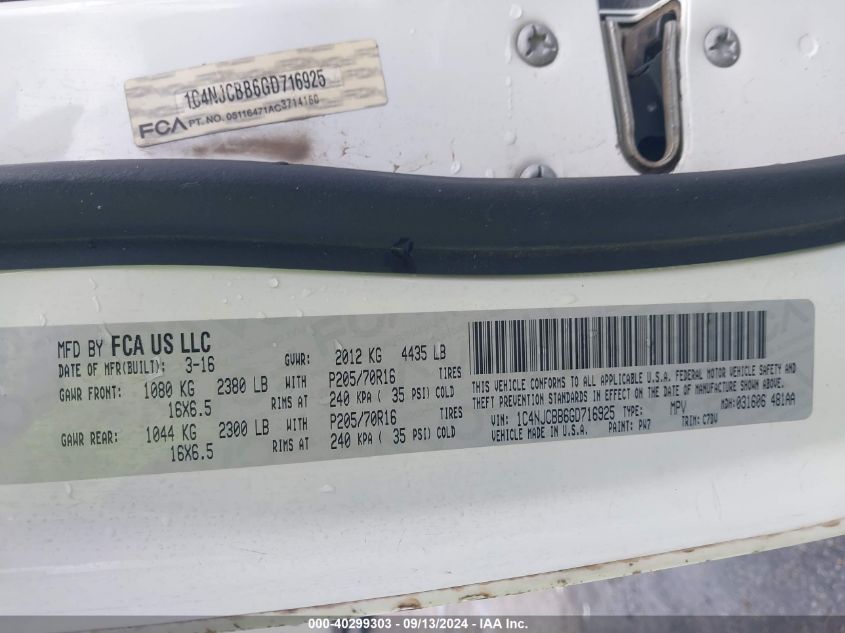 1C4NJCBB6GD716925
FCA PT. NO. 05116471AC3714160
MFD BY FCA US LLC
DATE OF MFR(BUILT): 3-16 GVWR: 2012 KG 4435 LB
GAWR FRONT: 1080 KG 2380 LB WITH P205/70R16 TIRES
16X6.5 RIMS AT 240 KPA ( 35 PSI) COLD
GAWR REAR: 1044 KG 2300 LB WITH P205/70R16 TIRES
16X6.5 RIMS AT 240 KPA ( 35 PSI) COLD
THIS VEHICLE CONFORMS TO ALL APPLICABLE U.S.A. FEDERAL MOTOR VEHICLE SAFETY AND
THEFT PREVENTION STANDARDS IN EFFECT ON THE DATE OF MANUFACTURE SHOWN ABOVE.
VIN: 1C4NJCBB6GD716925 TYPE: MPV MDH:031606 481AA
VEHICLE MADE IN U.S.A. PAINT: PW7 TRIM: C7DV
000-40299303 - 09/13/2024 - IAA Inc.